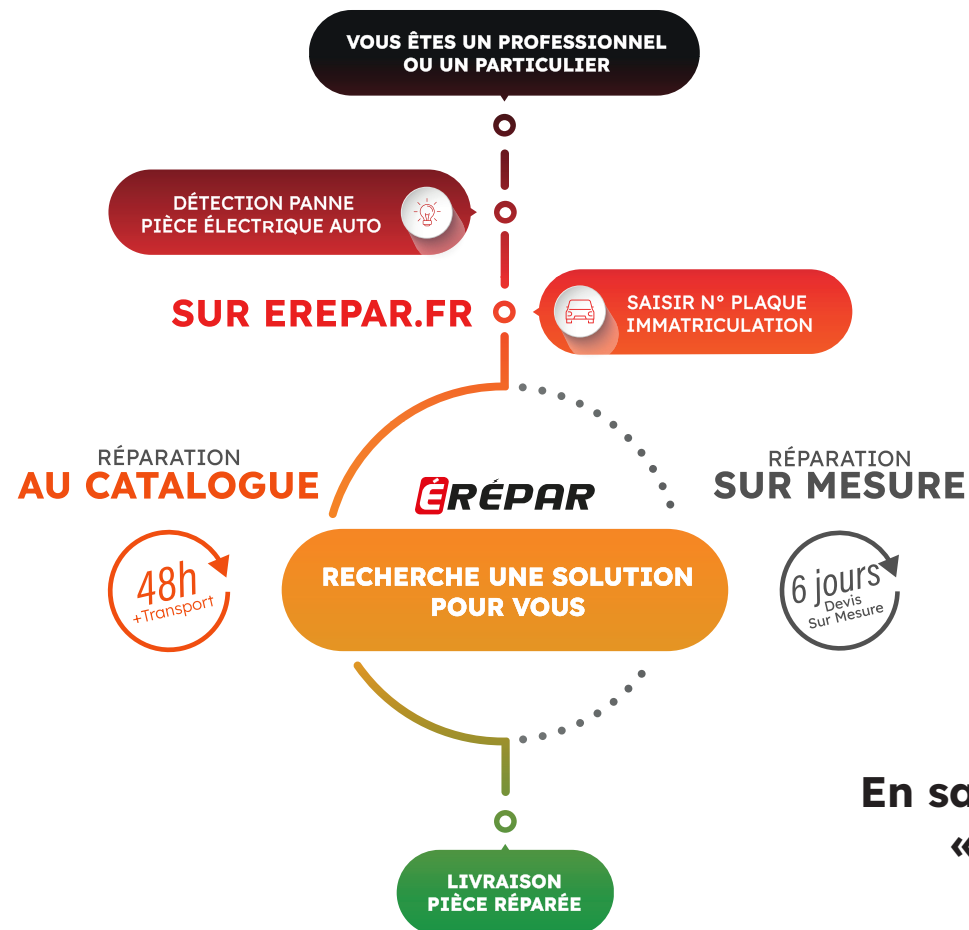 VOUS ÊTES UN PROFESSIONNEL
OU UN PARTICULIER
DÉTECTION PANNE
PIÈCE ÉLECTRIQUE AUTO
SUR EREPAR.FR
SAISIR N° PLAQUE
IMMATRICULATION
RÉPARATION
AU CATALOGUE
48h
+Transport
ÉRÉPAR
RECHERCHE UNE SOLUTION
POUR VOUS
RÉPARATION
SUR MESURE
6 jours
Devis
Sur Mesure
En sa
«
LIVRAISON
PIÈCE RÉPARÉE